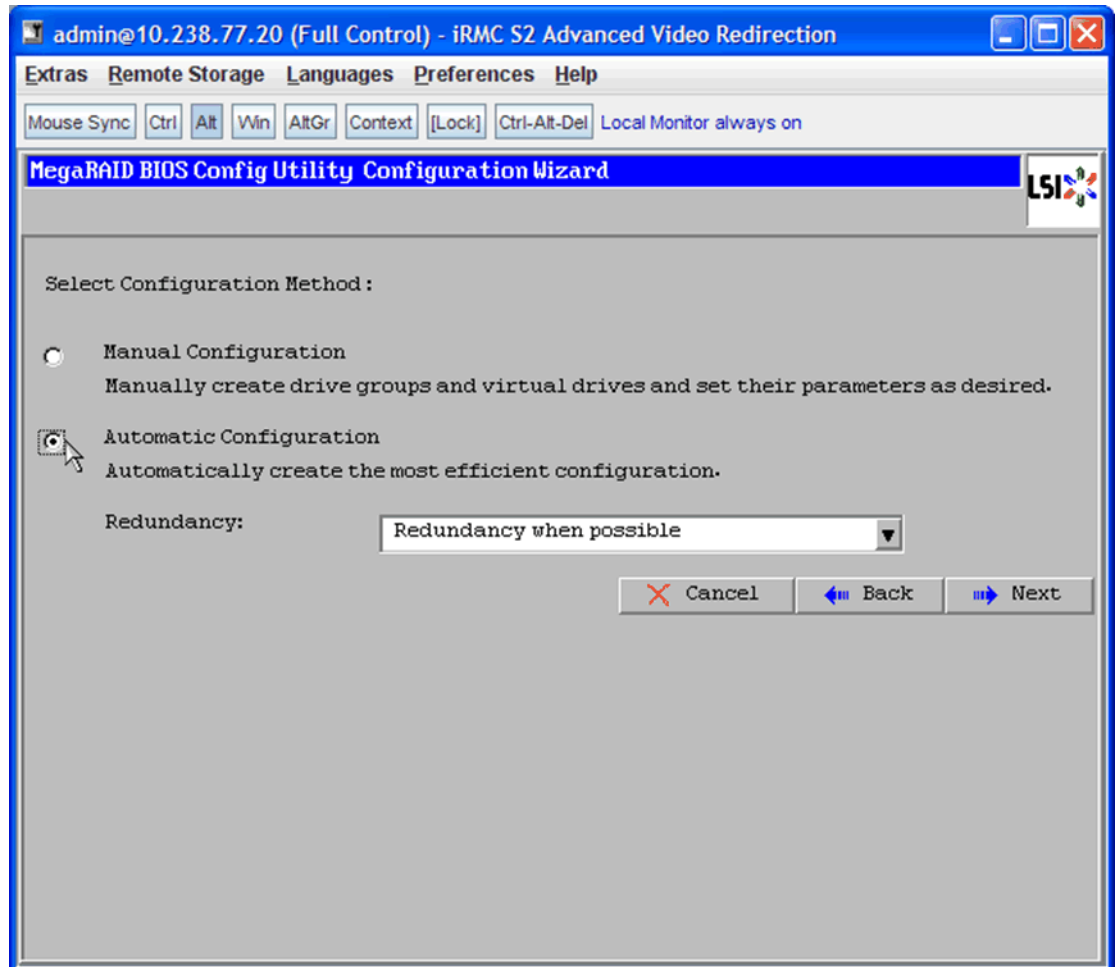 admin@10.238.77.20 (Full Control) - iRMC S2 Advanced Video Redirection
Extras Remote Storage Languages Preferences Help
Mouse Sync Ctrl Alt Win AltGr Context [Lock] Ctrl-Alt-Del Local Monitor always on
MegaRAID BIOS Config Utility Configuration Wizard
LSI
Select Configuration Method:
Manual Configuration
Manually create drive groups and virtual drives and set their parameters as desired.
Automatic Configuration
Automatically create the most efficient configuration.
Redundancy: Redundancy when possible
Cancel Back Next